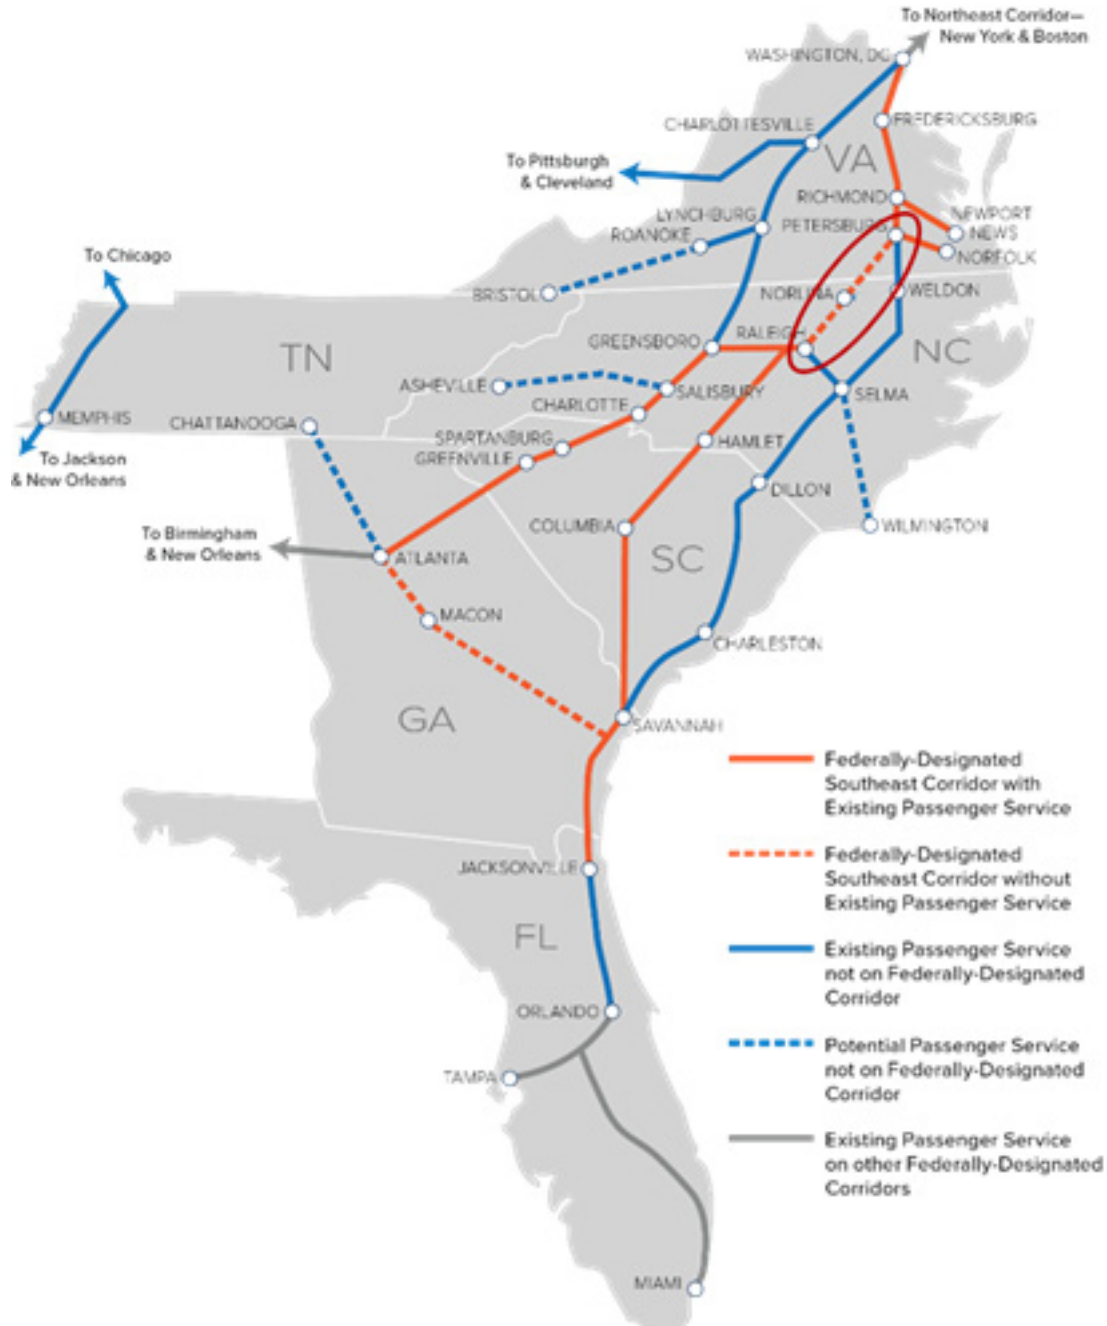 To Northeast Corridor—
New York & Boston
WASHINGTON, DC
FREDERICKSBURG
CHARLOTTESVILLE
VA
To Pittsburgh
& Cleveland
RICHMOND
LYNCHBURG
NEWPORT
NEWS
PETERSBURG
ROANOKE
NORFOLK
To Chicago
BRISTOL
NORLINA
WELDON
RALEIGH
GREENSBORO
NC
TN
ASHEVILLE
SALISBURY
SELMA
CHARLOTTE
MEMPHIS
CHATTANOOGA
SPARTANBURG
HAMLET
GREENVILLE
To Jackson
& New Orleans
DILLON
To Birmingham
& New Orleans
COLUMBIA
WILMINGTON
ATLANTA
SC
MACON
CHARLESTON
GA
SAVANNAH
Federally-Designated
Southeast Corridor with
Existing Passenger Service
Federally-Designated
Southeast Corridor without
Existing Passenger Service
JACKSONVILLE
FL
Existing Passenger Service
not on Federally-Designated
Corridor
ORLANDO
Potential Passenger Service
not on Federally-Designated
Corridor
TAMPA
Existing Passenger Service
on other Federally-Designated
Corridors
MIAMI